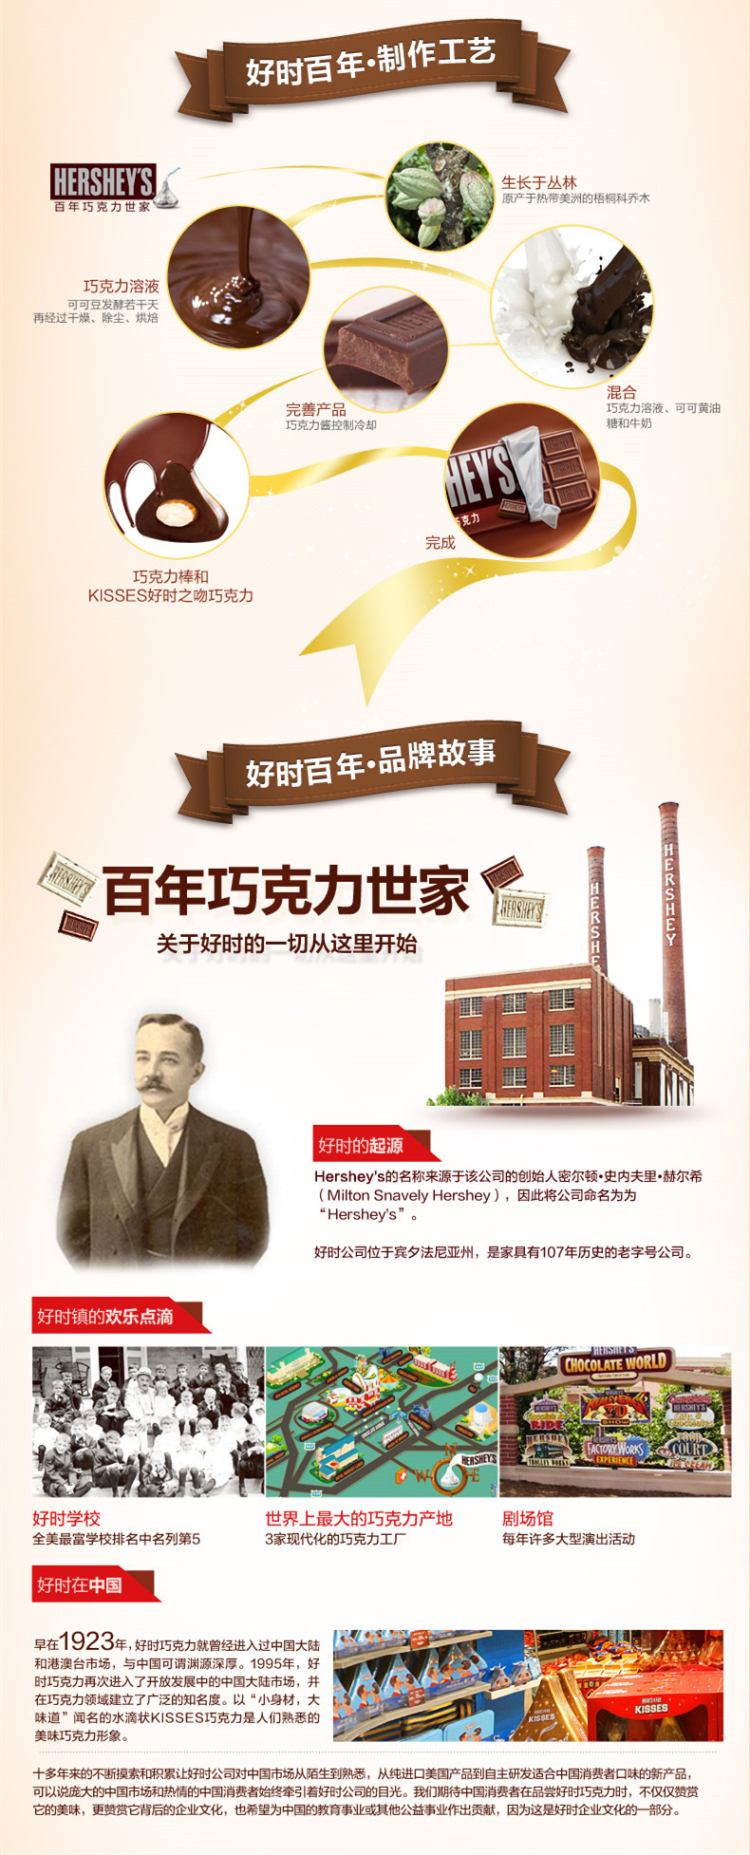 好时百年•制作工艺
HERSHEY'S
百年巧克力世家
生长于丛林
原产于热带美洲的梧桐科乔木
巧克力溶液
可可豆发酵若干天
再经过干燥、除尘、烘焙
混合
巧克力溶液、可可黄油
糖和牛奶
完善产品
巧克力酱控制冷却
HEY'S
巧克力
完成
巧克力棒和
KISSES好时之吻巧克力
好时百年•品牌故事
HERSHEY
HERSHE
HERSHEY'S
百年巧克力世家
HERSHEY'S
关于好时的一切从这里开始
好时的起源
Hershey's的名称来源于该公司的创始人密尔顿•史内夫里•赫尔希
（Milton Snavely Hershey），因此将公司命名为为
“Hershey's”。
好时公司位于宾夕法尼亚州，是家具有107年历史的老字号公司。
好时镇的欢乐点滴
HERSHEY'S
CHOCOLATE WORLD
HERSHEY'S
RIDE
HERSHEY
TROLLEY WORKS
FACTORY WORKS
EXPERIENCE
FOOD
COURT
ICE CREAM
W
N
E
HERSHEY'S
好时学校
全美最富学校排名中名列第5
世界上最大的巧克力产地
3家现代化的巧克力工厂
剧场馆
每年许多大型演出活动
好时在中国
早在1923年，好时巧克力就曾经进入过中国大陆
和港澳台市场，与中国可谓渊源深厚。1995年，好
时巧克力再次进入了开放发展中的中国大陆市场，并
在巧克力领域建立了广泛的知名度。以“小身材，大
味道”闻名的水滴状KISSES巧克力是人们熟悉的
美味巧克力形象。
KISSES
KISSES
十多年来的不断摸索和积累让好时公司对中国市场从陌生到熟悉，从纯进口美国产品到自主研发适合中国消费者口味的新产品，
可以说庞大的中国市场和热情的中国消费者始终牵引着好时公司的目光。我们期待中国消费者在品尝好时巧克力时，不仅仅赞赏
它的美味，更赞赏它背后的企业文化，也希望为中国的教育事业或其他公益事业作出贡献，因为这是好时企业文化的一部分。